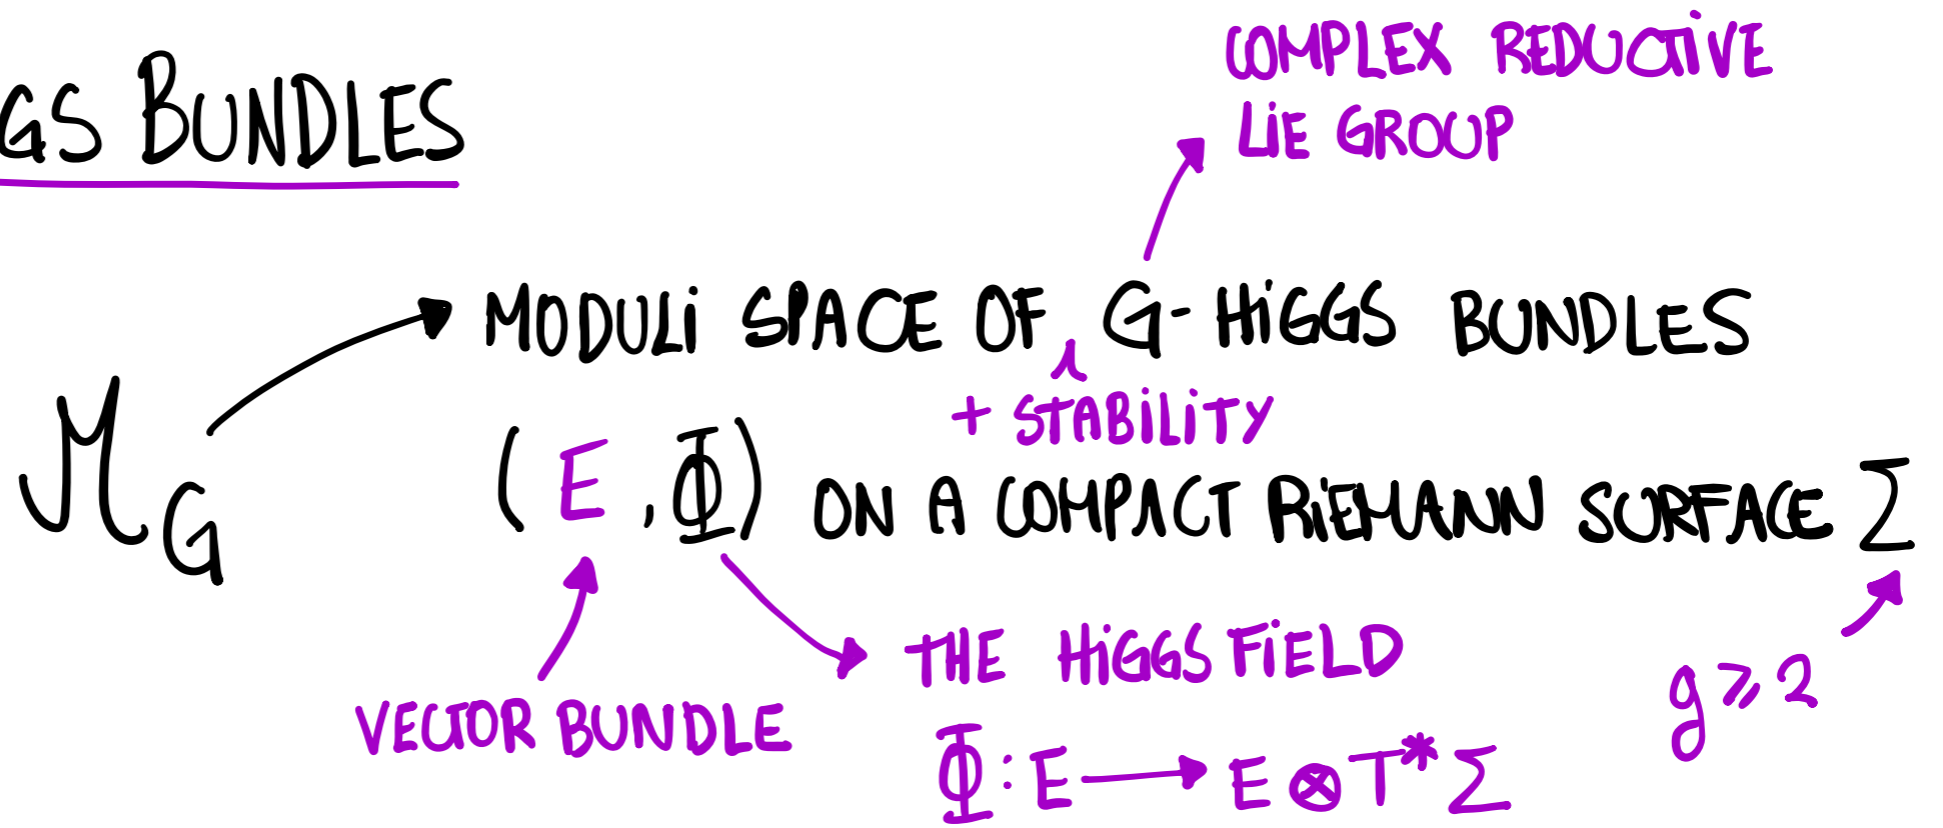 GS BUNDLES
COMPLEX REDUCTIVE
LIE GROUP
MODULI SPACE OF G-HIGGS BUNDLES
+ STABILITY
M_G
(E, Φ) ON A COMPACT RIEMANN SURFACE Σ
THE HIGGS FIELD
g ⩾ 2
VECTOR BUNDLE
Φ: E ⟶ E ⊗ T*Σ